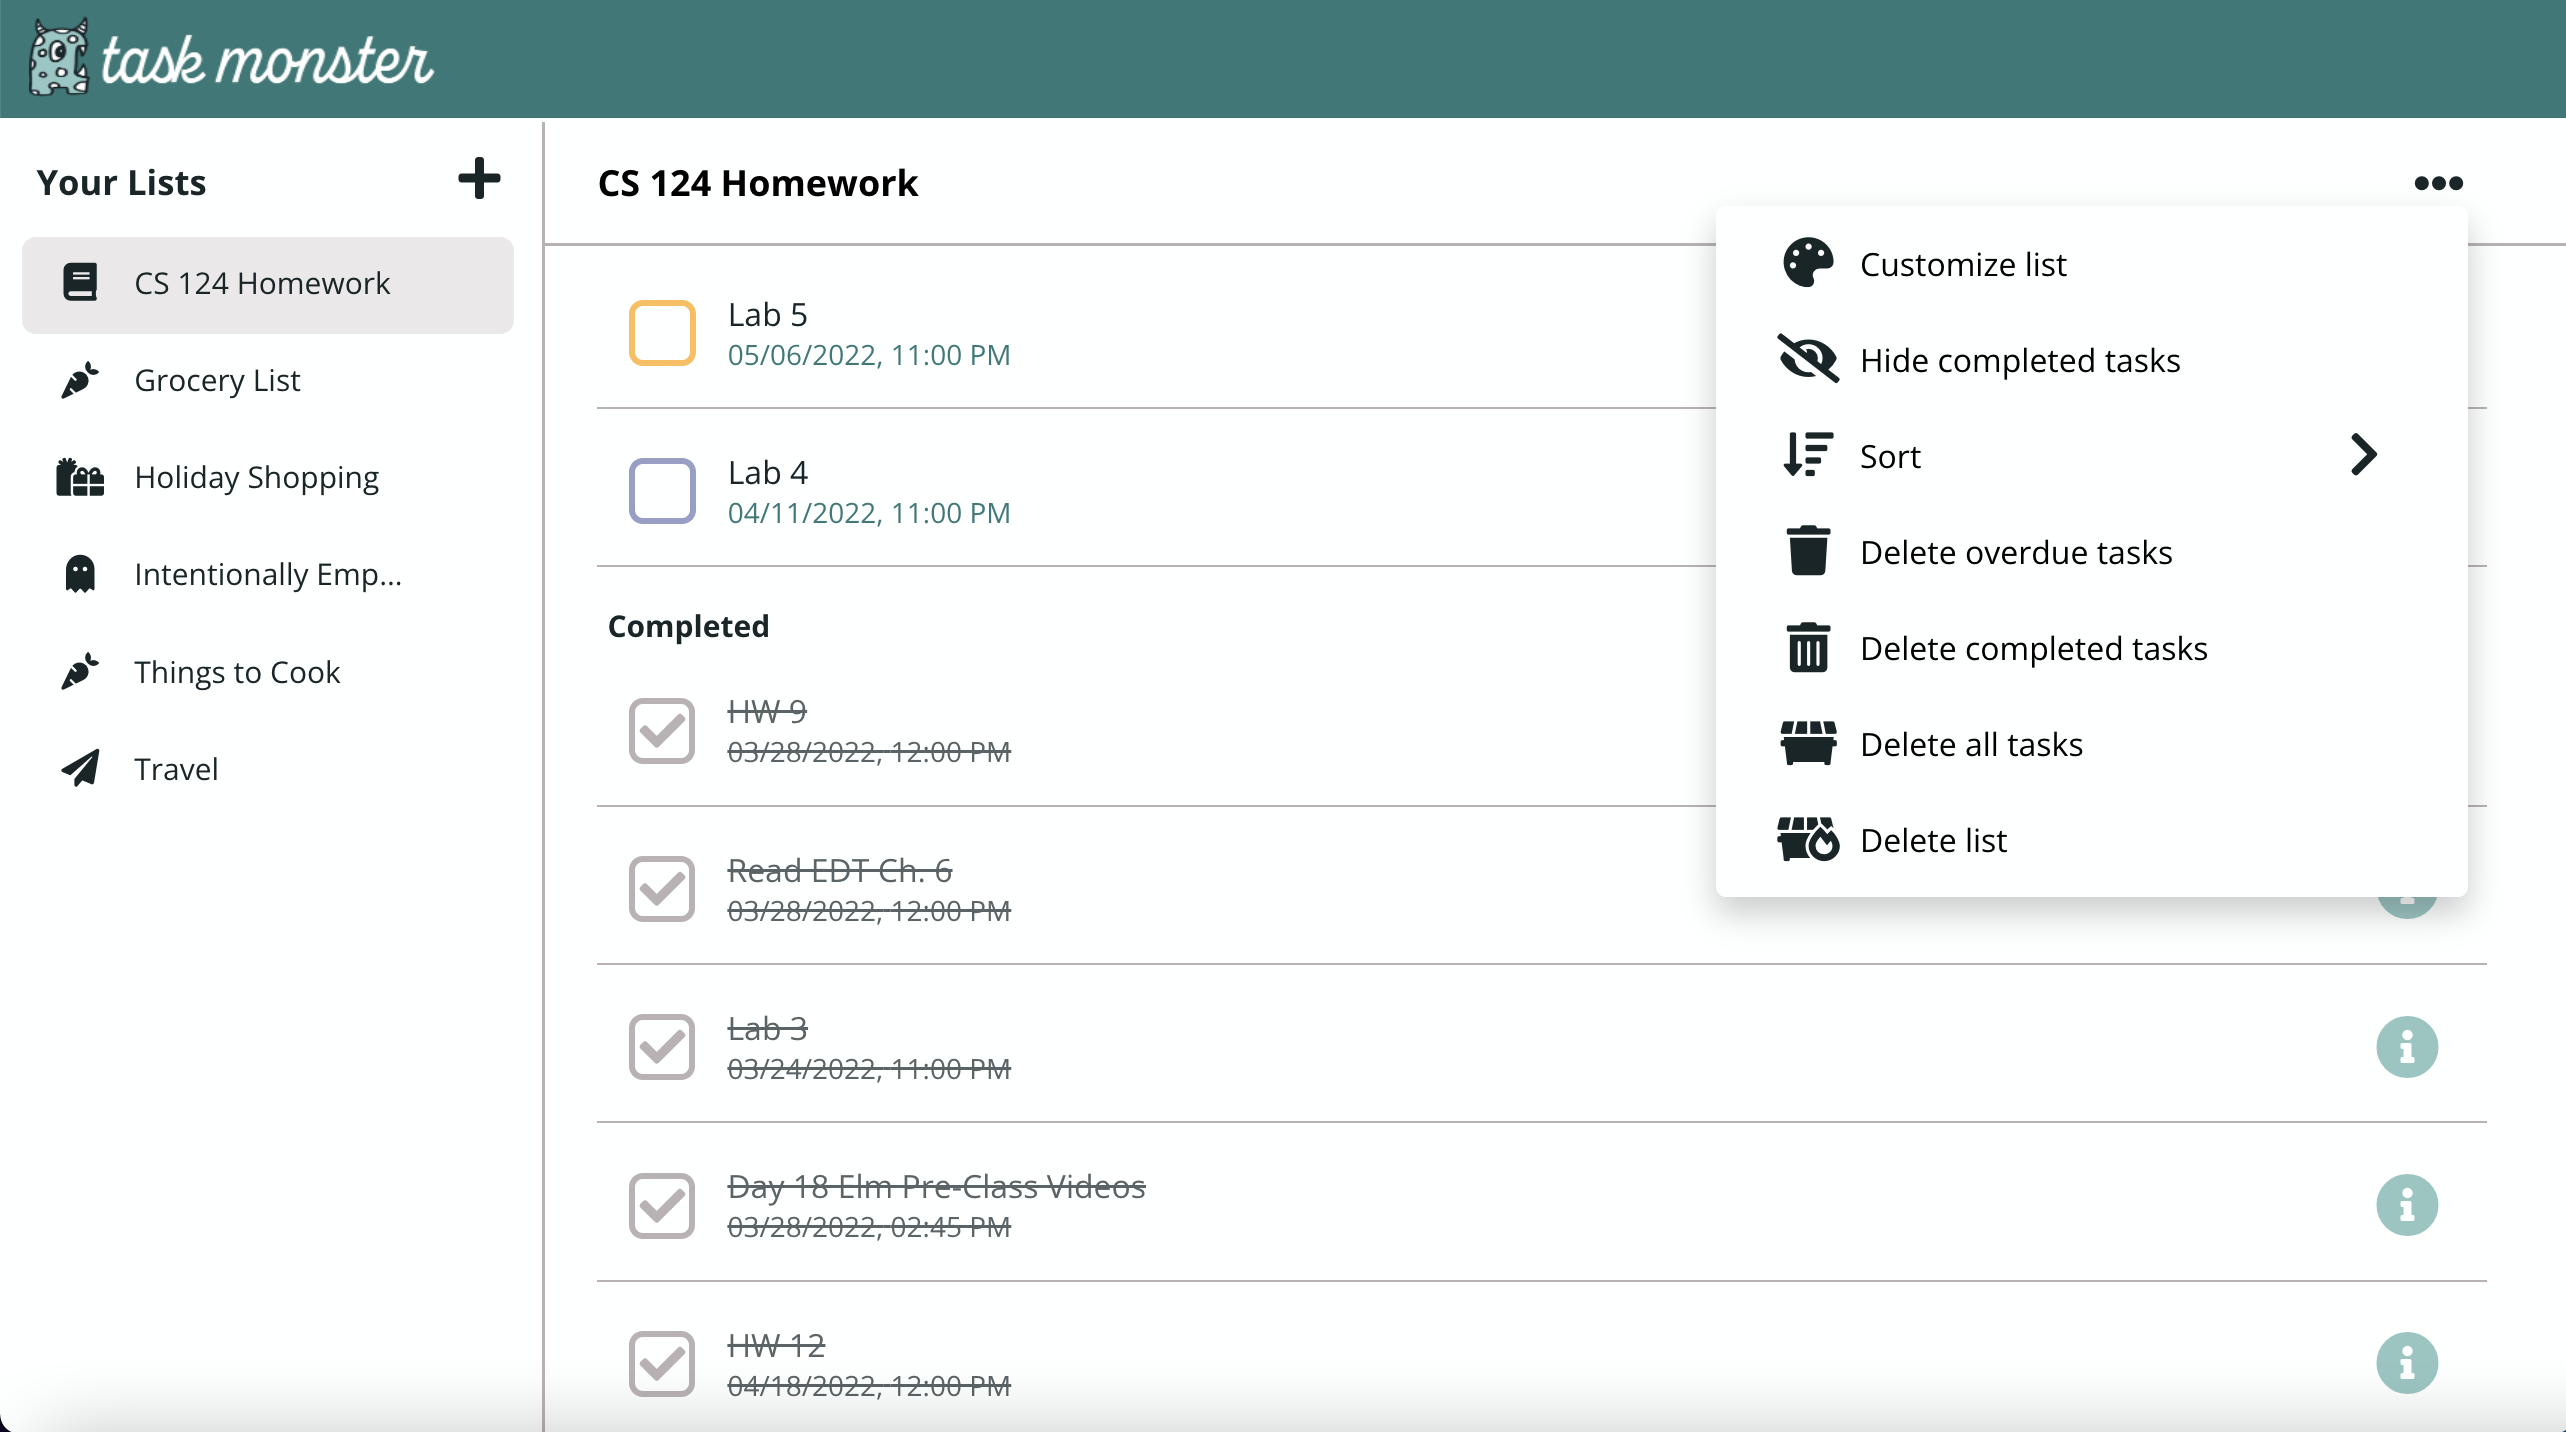 task monster
Your Lists
CS 124 Homework
Grocery List
Holiday Shopping
Intentionally Emp...
Things to Cook
Travel
CS 124 Homework
Lab 5
05/06/2022, 11:00 PM
Lab 4
04/11/2022, 11:00 PM
Completed
HW 9
03/28/2022, 12:00 PM
Read EDT Ch. 6
03/28/2022, 12:00 PM
Lab 3
03/24/2022, 11:00 PM
Day 18 Elm Pre-Class Videos
03/28/2022, 02:45 PM
HW 12
04/18/2022, 12:00 PM
Customize list
Hide completed tasks
Sort
Delete overdue tasks
Delete completed tasks
Delete all tasks
Delete list